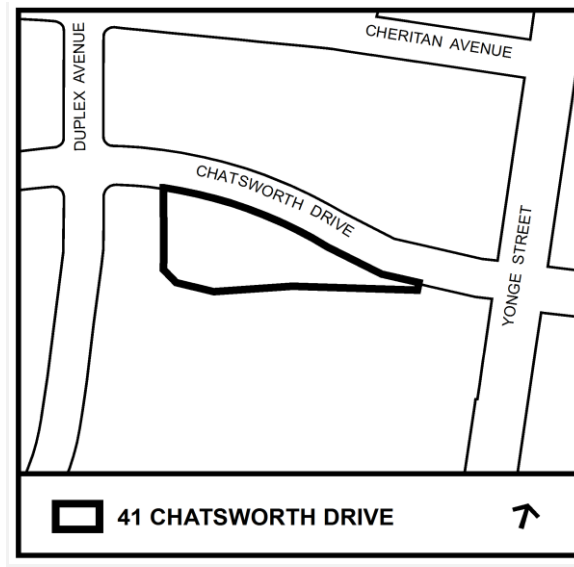 CHERITAN AVENUE
DUPLEX AVENUE
CHATSWORTH DRIVE
YONGE STREET
41 CHATSWORTH DRIVE